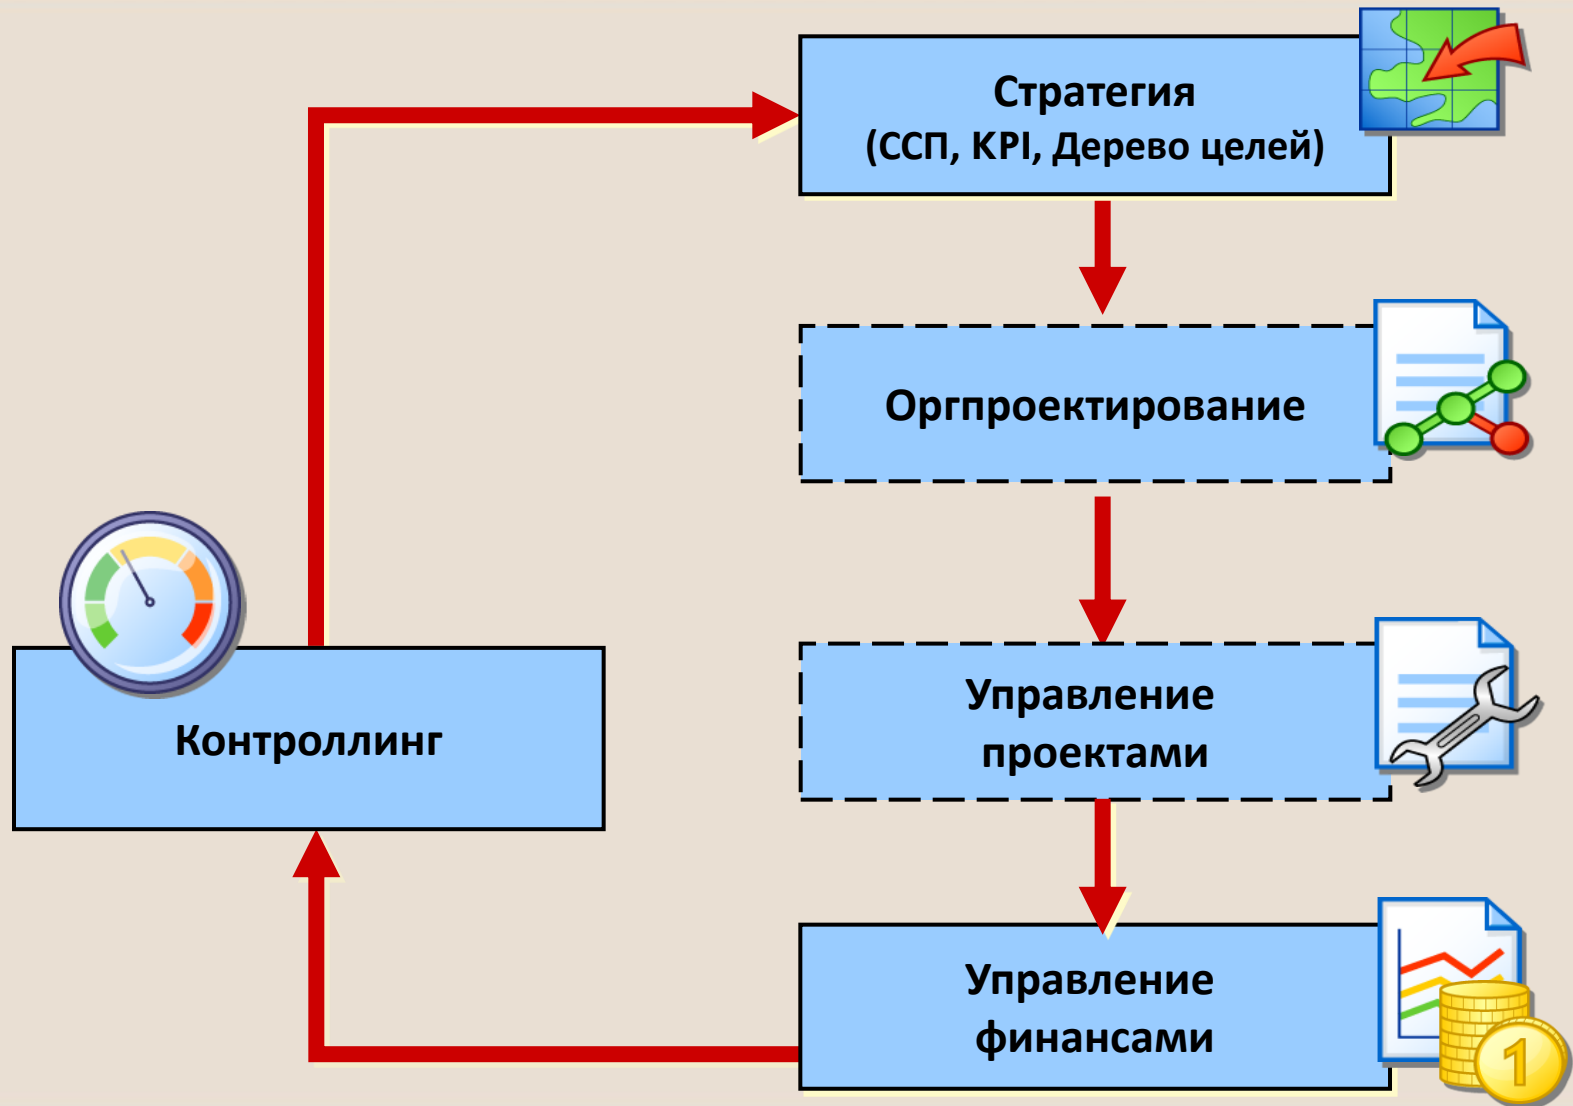 Стратегия
(ССП, KPI, Дерево целей)
Оргпроектирование
Управление
проектами
Контроллинг
Управление
финансами
1